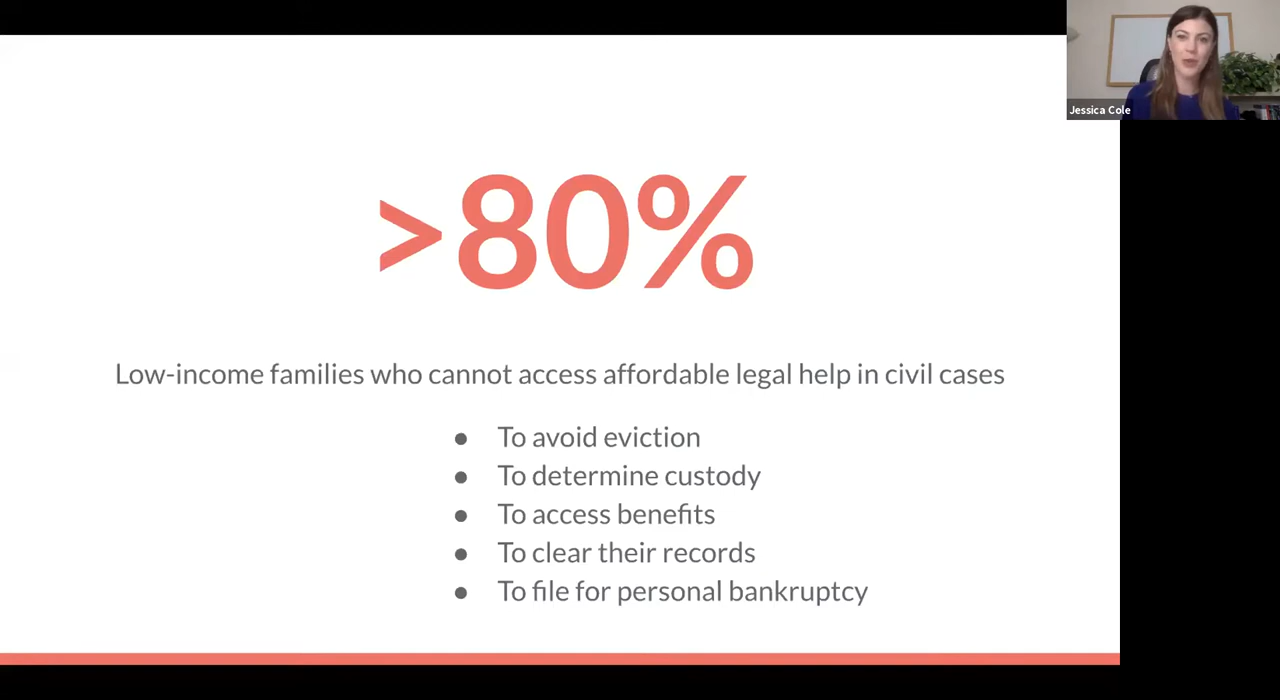 Jessica Cole
>80%
Low-income families who cannot access affordable legal help in civil cases
● To avoid eviction
● To determine custody
● To access benefits
● To clear their records
● To file for personal bankruptcy